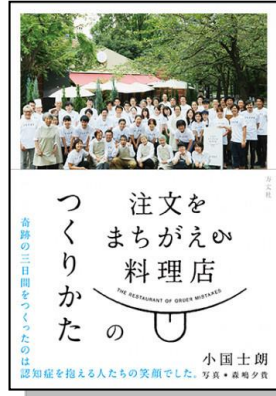 方丈社
注文を
まちがえる
料理店
THE RESTAURANT OF ORDER MISTAKES
の
つくりかた
奇跡の三日間をつくったのは
認知症を抱える人たちの笑顔でした。
小国士朗
写真・森嶋夕貴